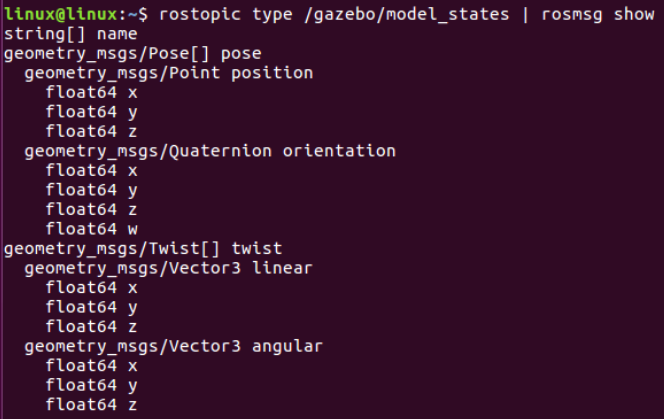 linux@linux:~$ rostopic type /gazebo/model_states | rosmsg show
string[] name
geometry_msgs/Pose[] pose
  geometry_msgs/Point position
    float64 x
    float64 y
    float64 z
  geometry_msgs/Quaternion orientation
    float64 x
    float64 y
    float64 z
    float64 w
geometry_msgs/Twist[] twist
  geometry_msgs/Vector3 linear
    float64 x
    float64 y
    float64 z
  geometry_msgs/Vector3 angular
    float64 x
    float64 y
    float64 z